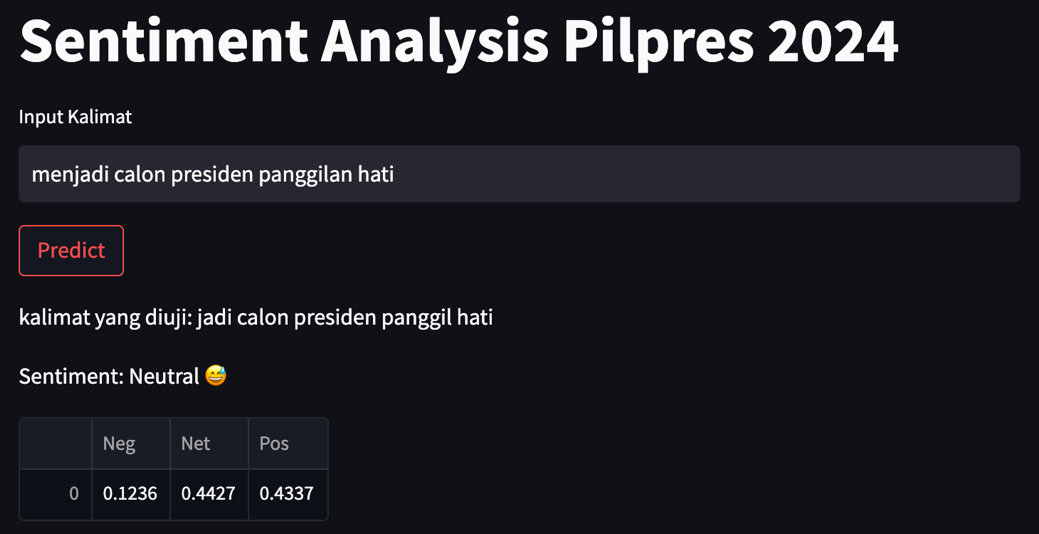 Sentiment Analysis Pilpres 2024
Input Kalimat
menjadi calon presiden panggilan hati
Predict
kalimat yang diuji: jadi calon presiden panggil hati
Sentiment: Neutral 😅
Neg Net Pos
0 0.1236 0.4427 0.4337